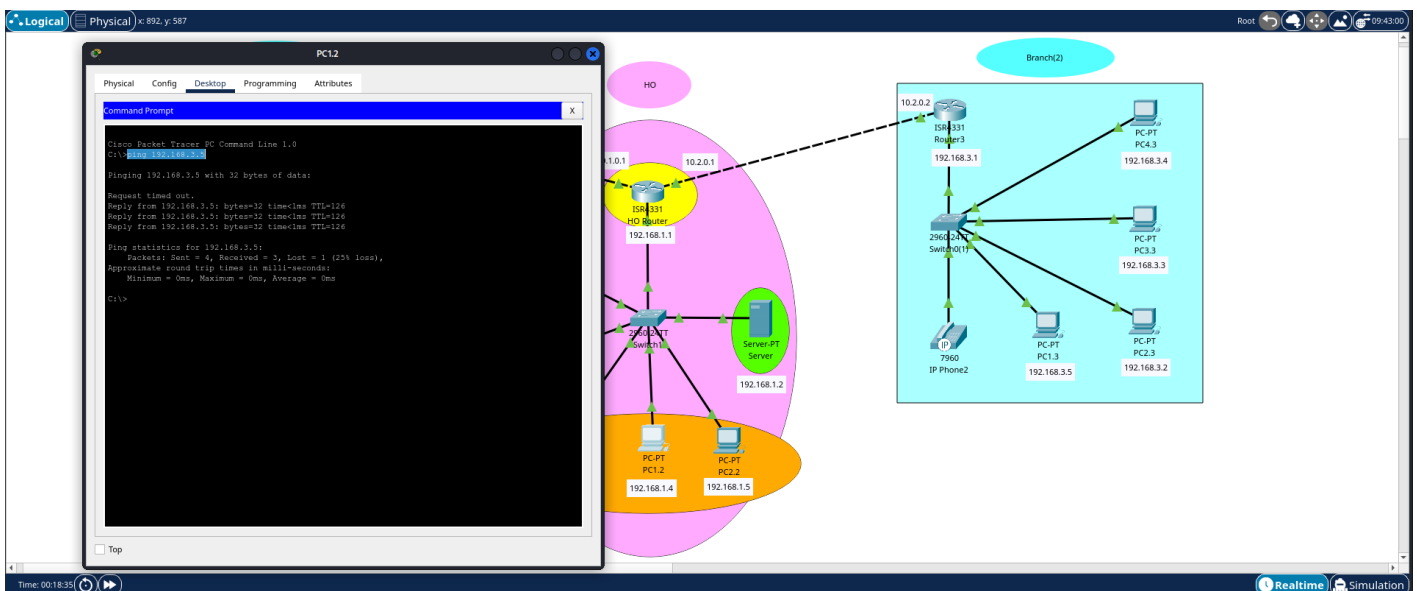 Logical
Physical
x: 892, y: 587
Root
09:43:00
PC1.2
Physical
Config
Desktop
Programming
Attributes
Command Prompt
X
Cisco Packet Tracer PC Command Line 1.0
C:\>ping 192.168.3.5
Pinging 192.168.3.5 with 32 bytes of data:
Request timed out.
Reply from 192.168.3.5: bytes=32 time<1ms TTL=126
Reply from 192.168.3.5: bytes=32 time<1ms TTL=126
Reply from 192.168.3.5: bytes=32 time<1ms TTL=126
Ping statistics for 192.168.3.5:
Packets: Sent = 4, Received = 3, Lost = 1 (25% loss),
Approximate round trip times in milli-seconds:
Minimum = 0ms, Maximum = 0ms, Average = 0ms
C:\>
Top
HO
.1.0.1
10.2.0.1
ISR4331
HO Router
192.168.1.1
2960-24TT
Switch1
Server-PT
Server
192.168.1.2
PC-PT
PC1.2
192.168.1.4
PC-PT
PC2.2
192.168.1.5
Branch(2)
10.2.0.2
ISR4331
Router3
192.168.3.1
2960-24TT
Switch0(1)
IP
7960
IP Phone2
PC-PT
PC4.3
192.168.3.4
PC-PT
PC3.3
192.168.3.3
PC-PT
PC2.3
192.168.3.2
PC-PT
PC1.3
192.168.3.5
Time: 00:18:35
Realtime
Simulation